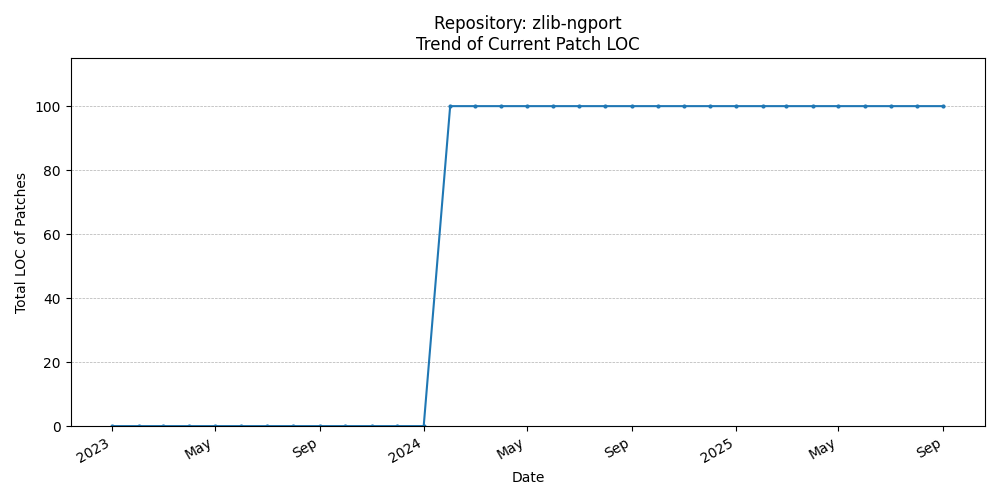 Repository: zlib-ngport
Trend of Current Patch LOC
Total LOC of Patches
100
80
60
40
20
0
2023
May
Sep
2024
May
Sep
2025
May
Sep
Date